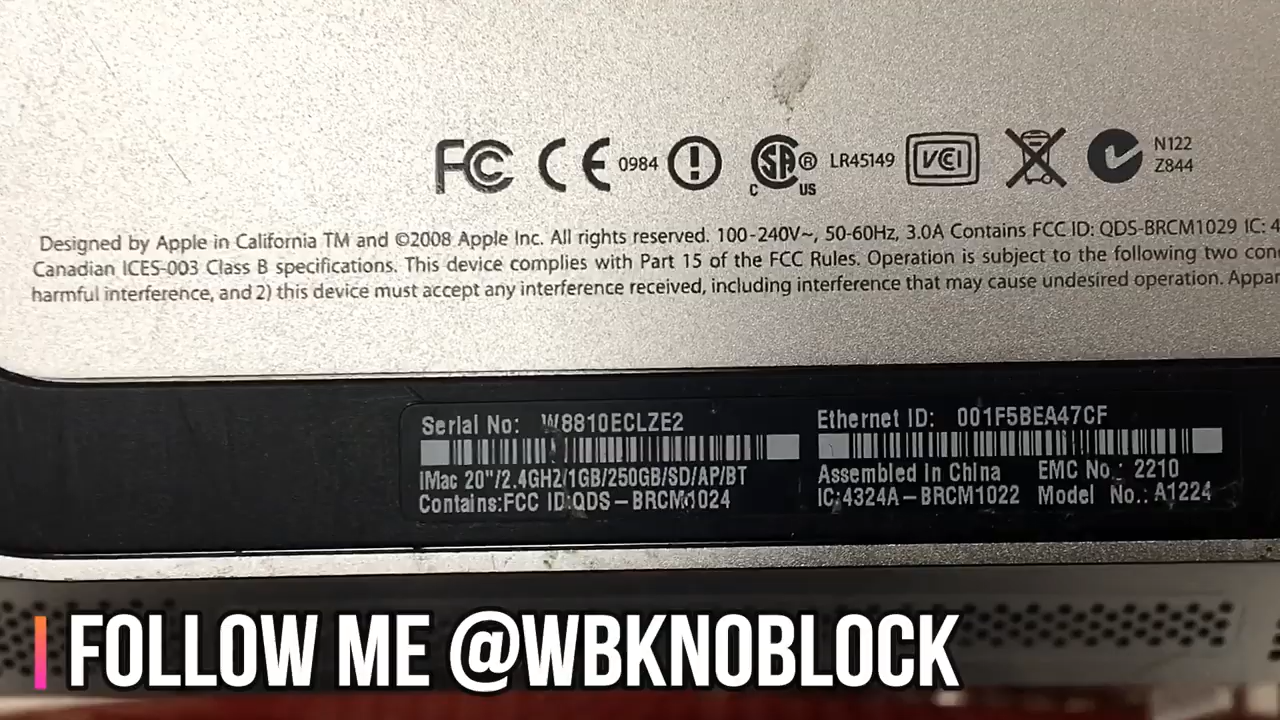 FC CE 0984 SA® C US LR45149 VCI N122
Z844
Designed by Apple in California TM and ©2008 Apple Inc. All rights reserved. 100-240V~, 50-60Hz, 3.0A Contains FCC ID: QDS-BRCM1029 IC: 4
Canadian ICES-003 Class B specifications. This device complies with Part 15 of the FCC Rules. Operation is subject to the following two con
harmful interference, and 2) this device must accept any interference received, including interference that may cause undesired operation. Appar
Serial No: W8810ECLZE2
iMac 20"/2.4GHZ/1GB/250GB/SD/AP/BT
Contains:FCC ID:QDS-BRCM1024
Ethernet ID: 001F5BEA47CF
Assembled in China EMC No.: 2210
IC:4324A-BRCM1022 Model No.: A1224
FOLLOW ME @WBKNOBLOCK